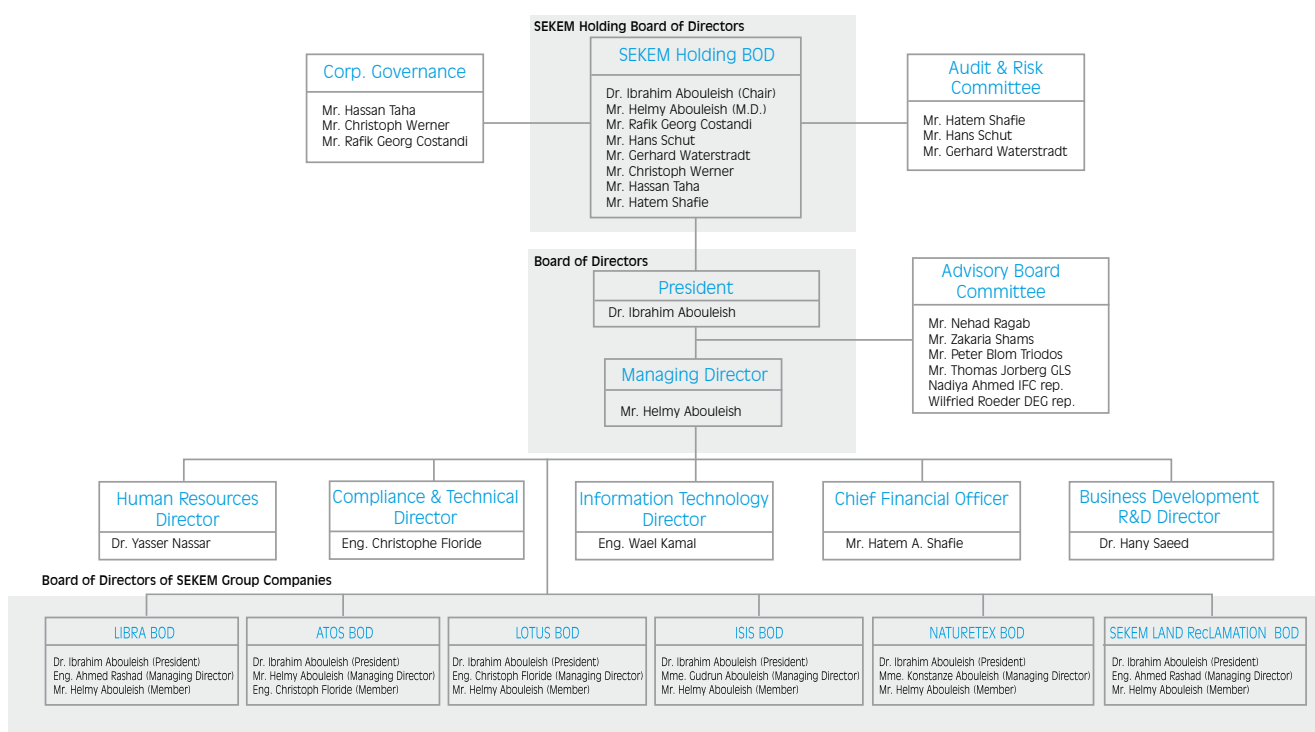 SEKEM Holding Board of Directors
Corp. Governance
Mr. Hassan Taha
Mr. Christoph Werner
Mr. Rafik Georg Costandi
SEKEM Holding BOD
Dr. Ibrahim Abouleish (Chair)
Mr. Helmy Abouleish (M.D.)
Mr. Rafik Georg Costandi
Mr. Hans Schut
Mr. Gerhard Waterstradt
Mr. Christoph Werner
Mr. Hassan Taha
Mr. Hatem Shafie
Audit & Risk
Committee
Mr. Hatem Shafie
Mr. Hans Schut
Mr. Gerhard Waterstradt
Board of Directors
President
Dr. Ibrahim Abouleish
Managing Director
Mr. Helmy Abouleish
Advisory Board
Committee
Mr. Nehad Ragab
Mr. Zakaria Shams
Mr. Peter Blom Triodos
Mr. Thomas Jorberg GLS
Nadiya Ahmed IFC rep.
Wilfried Roeder DEG rep.
Human Resources
Director
Dr. Yasser Nassar
Compliance & Technical
Director
Eng. Christophe Floride
Information Technology
Director
Eng. Wael Kamal
Chief Financial Officer
Mr. Hatem A. Shafie
Business Development
R&D Director
Dr. Hany Saeed
Board of Directors of SEKEM Group Companies
LIBRA BOD
Dr. Ibrahim Abouleish (President)
Eng. Ahmed Rashad (Managing Director)
Mr. Helmy Abouleish (Member)
ATOS BOD
Dr. Ibrahim Abouleish (President)
Mr. Helmy Abouleish (Managing Director)
Eng. Christoph Floride (Member)
LOTUS BOD
Dr. Ibrahim Abouleish (President)
Eng. Christoph Floride (Managing Director)
Mr. Helmy Abouleish (Member)
ISIS BOD
Dr. Ibrahim Abouleish (President)
Mme. Gudrun Abouleish (Managing Director)
Mr. Helmy Abouleish (Member)
NATURETEX BOD
Dr. Ibrahim Abouleish (President)
Mme. Konstanze Abouleish (Managing Director)
Mr. Helmy Abouleish (Member)
SEKEM LAND RecLAMATION BOD
Dr. Ibrahim Abouleish (President)
Eng. Ahmed Rashad (Managing Director)
Mr. Helmy Abouleish (Member)